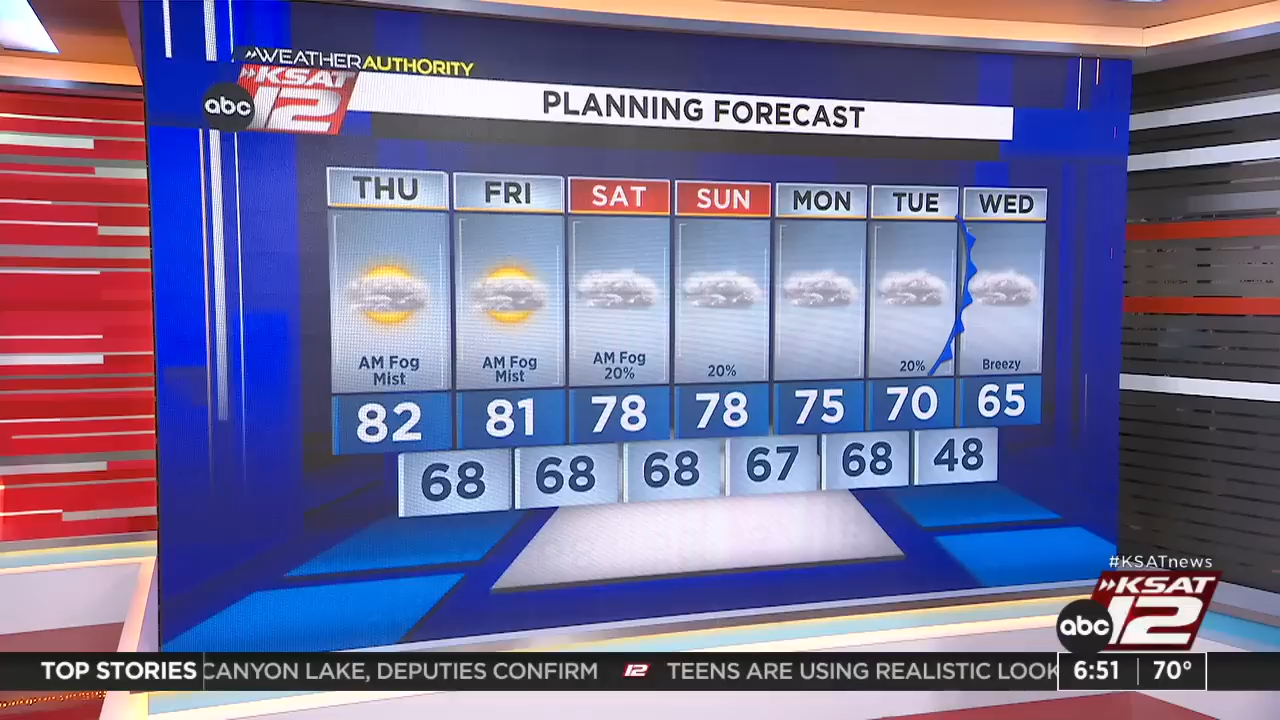 »WEATHERAUTHORITY
»KSAT
abc 12
PLANNING FORECAST
THU FRI SAT SUN MON TUE WED
AM Fog Mist
AM Fog Mist
AM Fog 20%
20%
20%
Breezy
82 81 78 78 75 70 65
68 68 68 67 68 48
#KSATnews
»KSAT
abc 12
TOP STORIES CANYON LAKE, DEPUTIES CONFIRM 12 TEENS ARE USING REALISTIC LOOK 6:51 70°